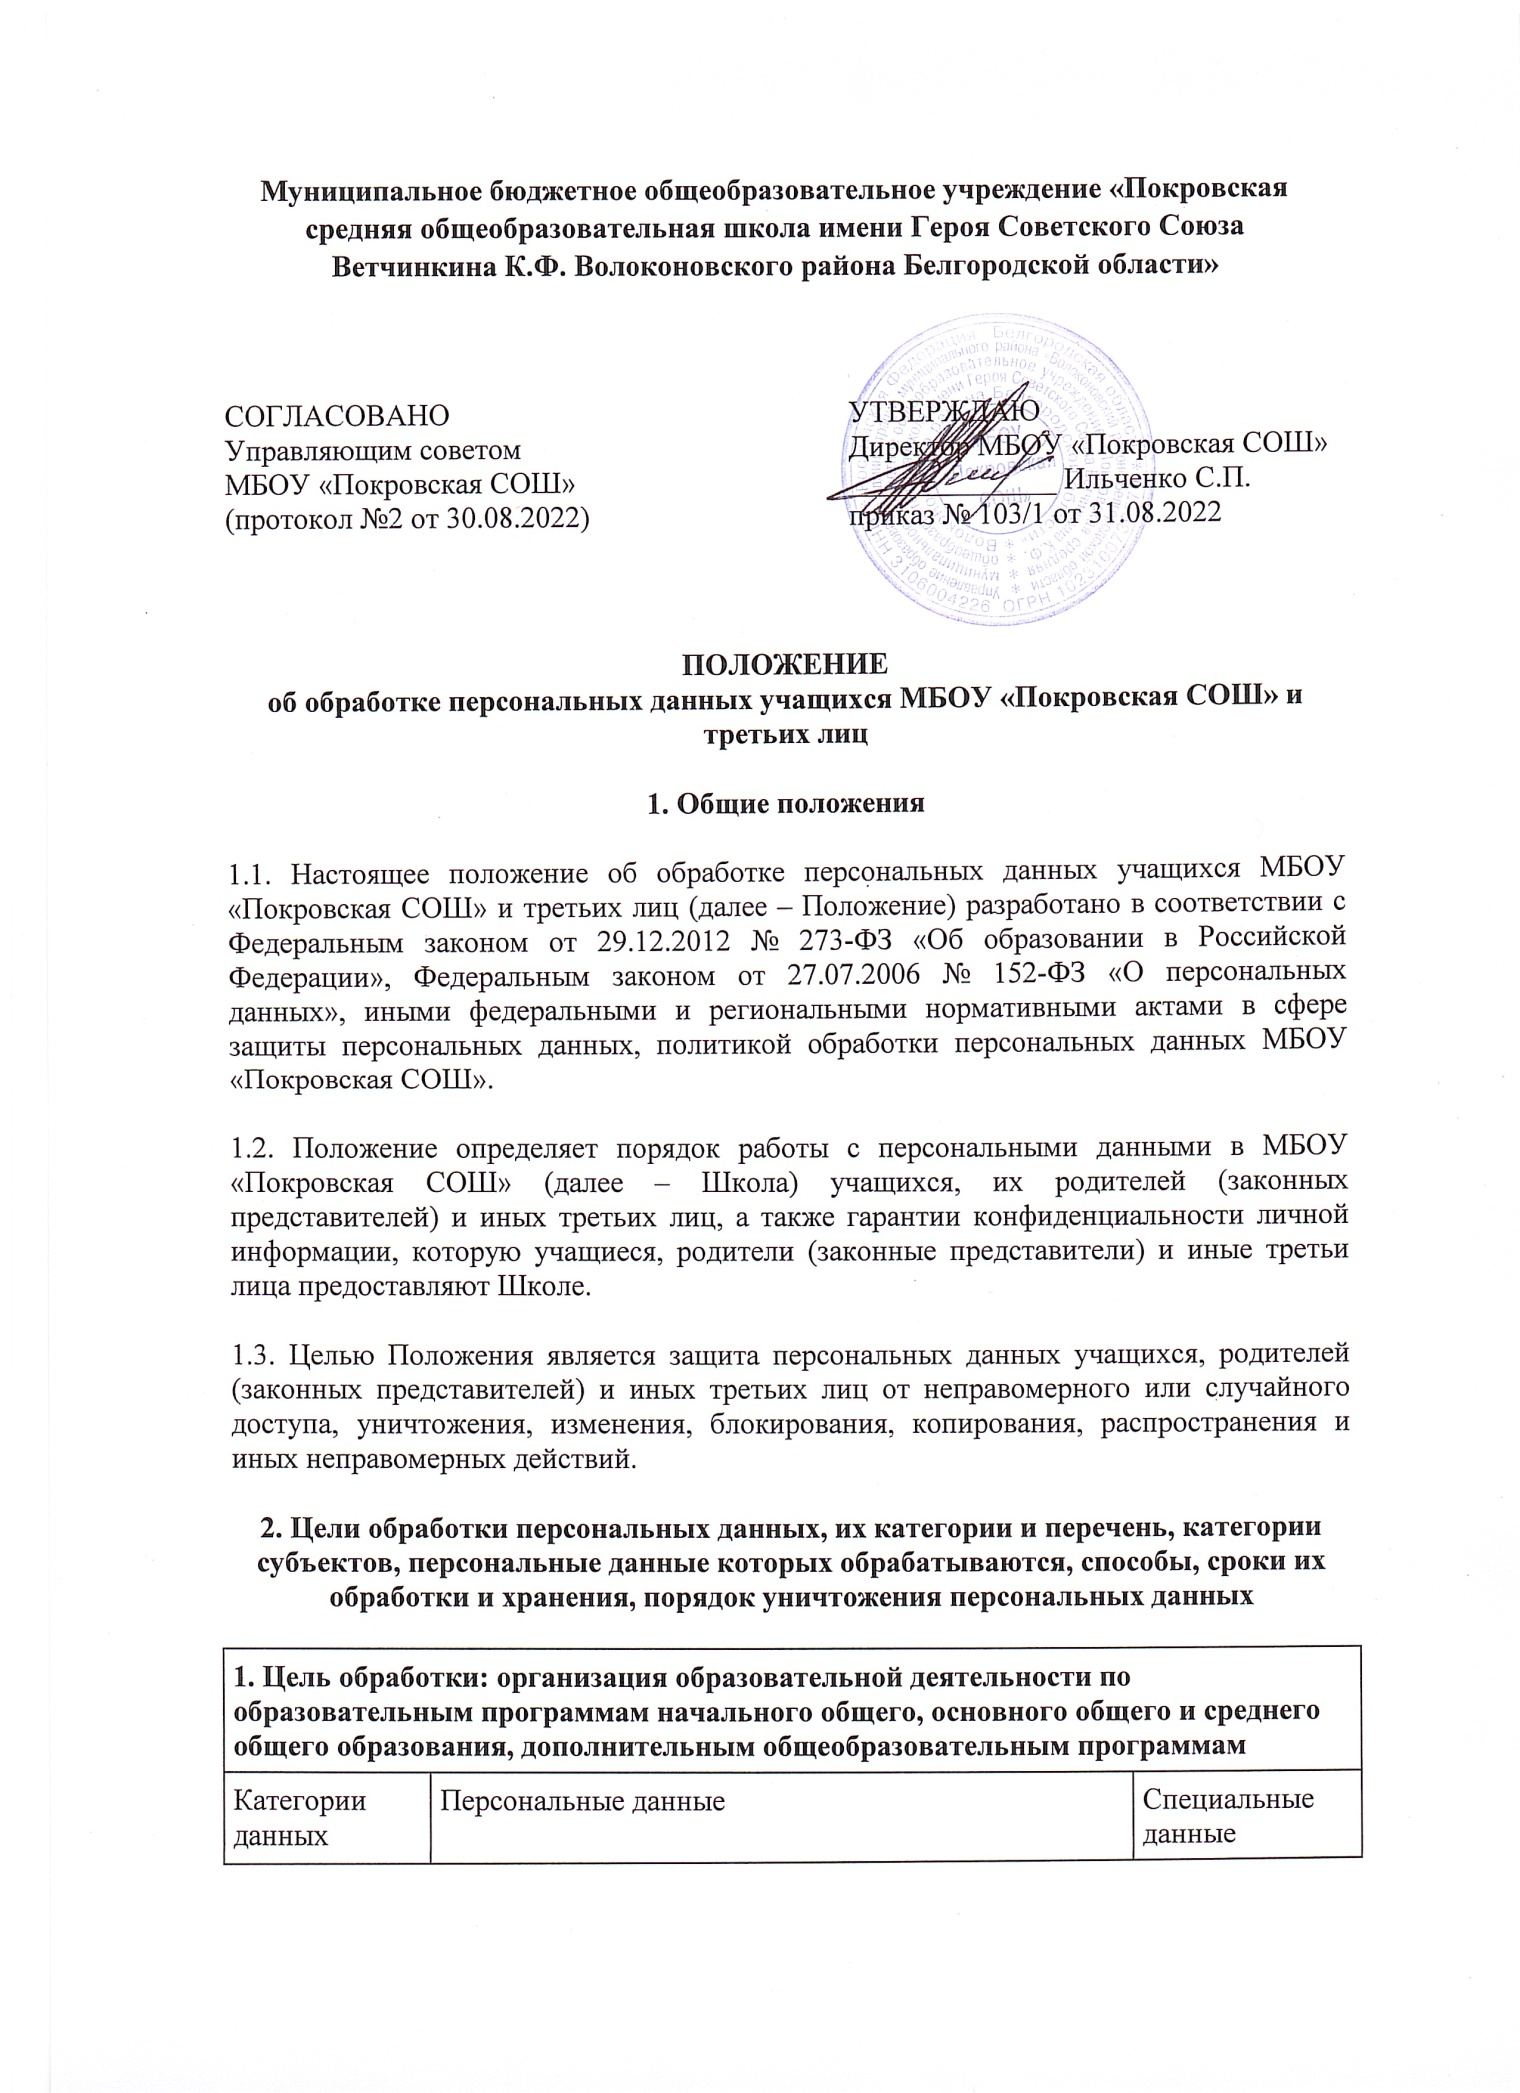 Муниципальное бюджетное общеобразовательное учреждение «Покровская
средняя общеобразовательная школа имени Героя Советского Союза
Ветчинкина К.Ф. Волоконовского района Белгородской области»
СОГЛАСОВАНО
Управляющим советом
МБОУ «Покровская СОШ»
(протокол №2 от 30.08.2022)
УТВЕРЖДАЮ
Директор МБОУ «Покровская СОШ»
Ильченко С.П.
приказ № 103/1 от 31.08.2022
ПОЛОЖЕНИЕ
об обработке персональных данных учащихся МБОУ «Покровская СОШ» и
третьих лиц
1. Общие положения
1.1. Настоящее положение об обработке персональных данных учащихся МБОУ
«Покровская СОШ» и третьих лиц (далее – Положение) разработано в соответствии с
Федеральным законом от 29.12.2012 № 273-ФЗ «Об образовании в Российской
Федерации», Федеральным законом от 27.07.2006 № 152-ФЗ «О персональных
данных», иными федеральными и региональными нормативными актами в сфере
защиты персональных данных, политикой обработки персональных данных МБОУ
«Покровская СОШ».
1.2. Положение определяет порядок работы с персональными данными в МБОУ
«Покровская СОШ» (далее – Школа) учащихся, их родителей (законных
представителей) и иных третьих лиц, а также гарантии конфиденциальности личной
информации, которую учащиеся, родители (законные представители) и иные третьи
лица предоставляют Школе.
1.3. Целью Положения является защита персональных данных учащихся, родителей
(законных представителей) и иных третьих лиц от неправомерного или случайного
доступа, уничтожения, изменения, блокирования, копирования, распространения и
иных неправомерных действий.
2. Цели обработки персональных данных, их категории и перечень, категории
субъектов, персональные данные которых обрабатываются, способы, сроки их
обработки и хранения, порядок уничтожения персональных данных
1. Цель обработки: организация образовательной деятельности по
образовательным программам начального общего, основного общего и среднего
общего образования, дополнительным общеобразовательным программам
Категории
данных
Персональные данные
Специальные
данные